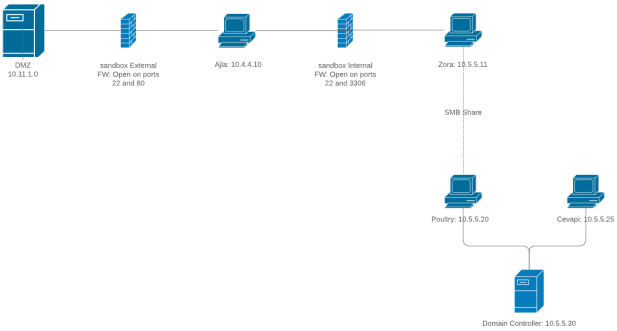 DMZ
10.11.1.0
sandbox External
FW: Open on ports
22 and 80
Ajla: 10.4.4.10
sandbox Internal
FW: Open on ports
22 and 3306
Zora: 10.5.5.11
SMB Share
Poultry: 10.5.5.20
Cevapi: 10.5.5.25
Domain Controller: 10.5.5.30